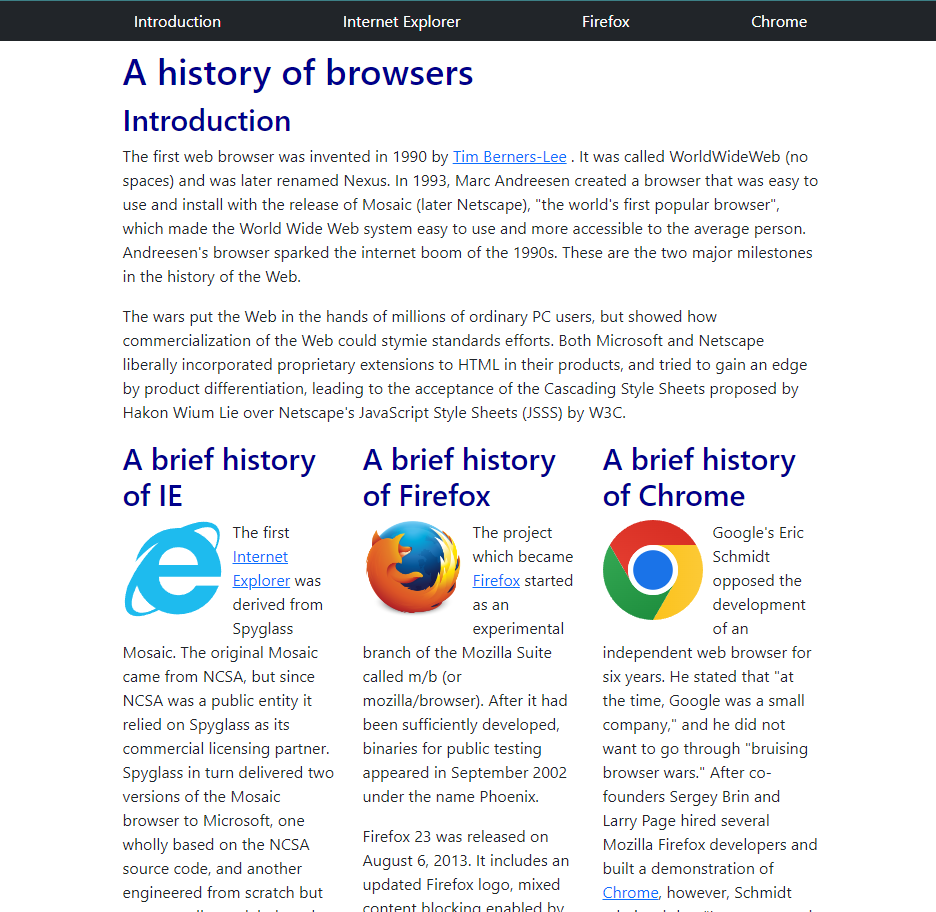 Introduction Internet Explorer Firefox Chrome
A history of browsers
Introduction
The first web browser was invented in 1990 by Tim Berners-Lee . It was called WorldWideWeb (no
spaces) and was later renamed Nexus. In 1993, Marc Andreesen created a browser that was easy to
use and install with the release of Mosaic (later Netscape), "the world's first popular browser",
which made the World Wide Web system easy to use and more accessible to the average person.
Andreesen's browser sparked the internet boom of the 1990s. These are the two major milestones
in the history of the Web.
The wars put the Web in the hands of millions of ordinary PC users, but showed how
commercialization of the Web could stymie standards efforts. Both Microsoft and Netscape
liberally incorporated proprietary extensions to HTML in their products, and tried to gain an edge
by product differentiation, leading to the acceptance of the Cascading Style Sheets proposed by
Hakon Wium Lie over Netscape's JavaScript Style Sheets (JSSS) by W3C.
A brief history
of IE
The first
Internet
Explorer was
derived from
Spyglass
Mosaic. The original Mosaic
came from NCSA, but since
NCSA was a public entity it
relied on Spyglass as its
commercial licensing partner.
Spyglass in turn delivered two
versions of the Mosaic
browser to Microsoft, one
wholly based on the NCSA
source code, and another
engineered from scratch but
A brief history
of Firefox
The project
which became
Firefox started
as an
experimental
branch of the Mozilla Suite
called m/b (or
mozilla/browser). After it had
been sufficiently developed,
binaries for public testing
appeared in September 2002
under the name Phoenix.
Firefox 23 was released on
August 6, 2013. It includes an
updated Firefox logo, mixed
content blocking enabled by
A brief history
of Chrome
Google's Eric
Schmidt
opposed the
development
of an
independent web browser for
six years. He stated that "at
the time, Google was a small
company," and he did not
want to go through "bruising
browser wars." After co-
founders Sergey Brin and
Larry Page hired several
Mozilla Firefox developers and
built a demonstration of
Chrome, however, Schmidt